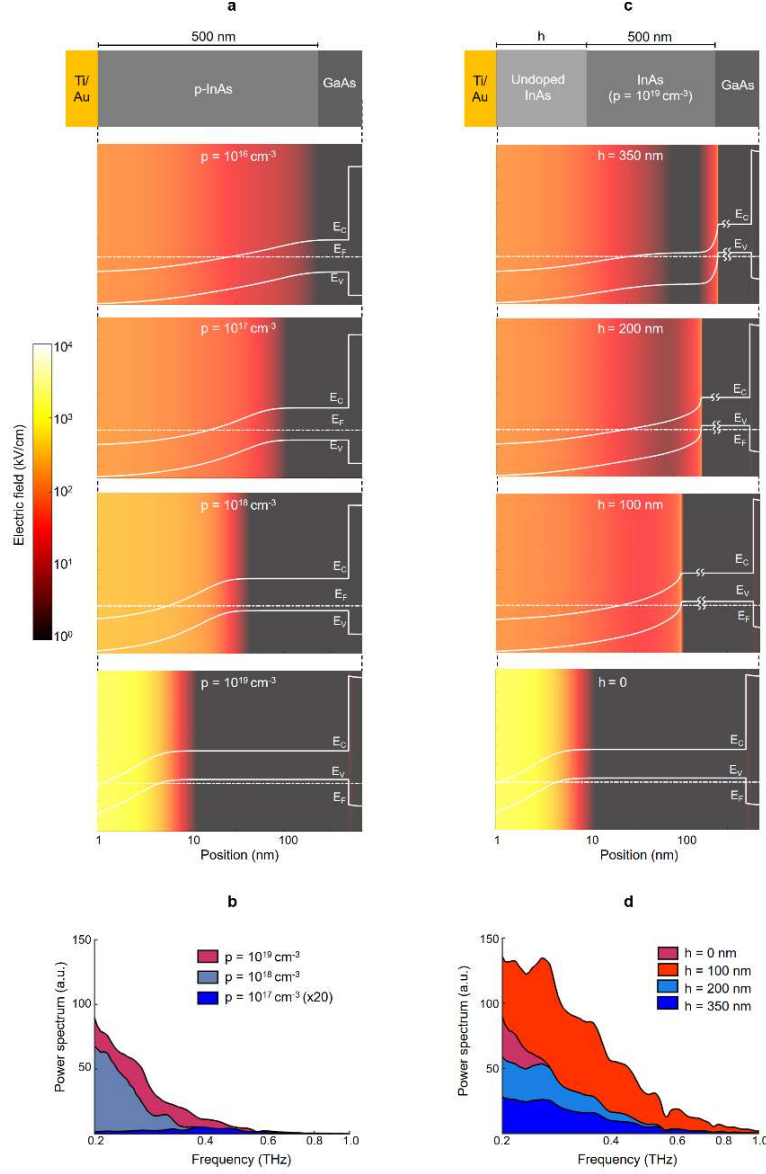 a
500 nm
Ti/
Au
p-InAs
GaAs
p = 10¹⁶ cm⁻³
E_C
E_F
E_V
p = 10¹⁷ cm⁻³
E_C
E_F
E_V
p = 10¹⁸ cm⁻³
E_C
E_F
E_V
p = 10¹⁹ cm⁻³
E_C
E_V
E_F
1
10
100
Position (nm)
Electric field (kV/cm)
10⁴
10³
10²
10¹
10⁰
c
h
500 nm
Ti/
Au
Undoped
InAs
InAs
(p = 10¹⁹ cm⁻³)
GaAs
h = 350 nm
E_C
E_V
E_F
h = 200 nm
E_C
E_V
E_F
h = 100 nm
E_C
E_V
E_F
h = 0
E_C
E_V
E_F
1
10
100
Position (nm)
b
150
100
50
Power spectrum (a.u.)
p = 10¹⁹ cm⁻³
p = 10¹⁸ cm⁻³
p = 10¹⁷ cm⁻³ (x20)
0.2
0.4
0.6
0.8
1.0
Frequency (THz)
d
150
100
50
Power spectrum (a.u.)
h = 0 nm
h = 100 nm
h = 200 nm
h = 350 nm
0.2
0.4
0.6
0.8
1.0
Frequency (THz)